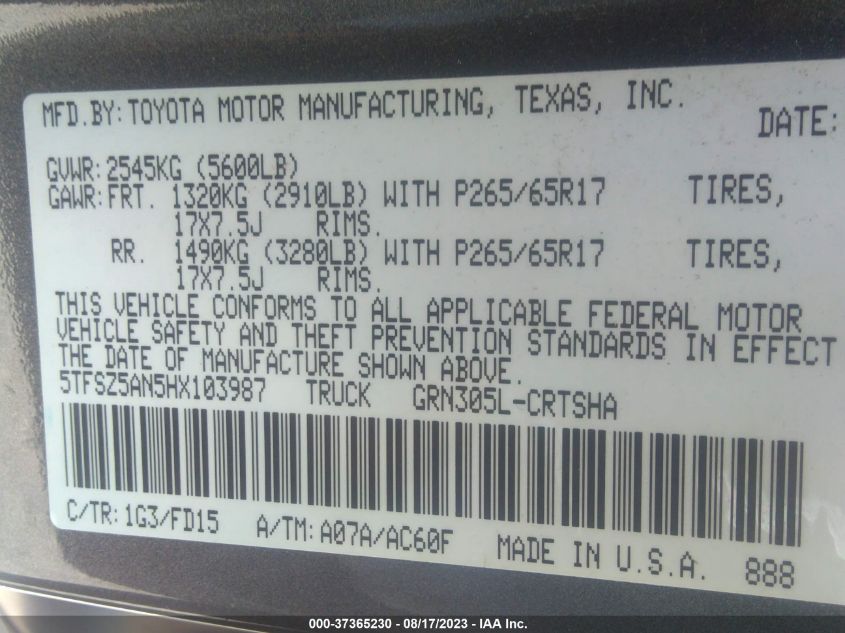 MFD.BY: TOYOTA MOTOR MANUFACTURING, TEXAS, INC.
DATE:
GVWR: 2545KG (5600LB)
GAWR: FRT. 1320KG (2910LB) WITH P265/65R17 TIRES,
17X7.5J RIMS.
RR. 1490KG (3280LB) WITH P265/65R17 TIRES,
17X7.5J RIMS.
THIS VEHICLE CONFORMS TO ALL APPLICABLE FEDERAL MOTOR
VEHICLE SAFETY AND THEFT PREVENTION STANDARDS IN EFFECT
THE DATE OF MANUFACTURE SHOWN ABOVE.
5TFSZ5AN5HX103987 TRUCK GRN305L-CRTSHA
C/TR: 1G3/FD15 A/TM: A07A/AC60F MADE IN U.S.A. 888
000-37365230 - 08/17/2023 - IAA Inc.